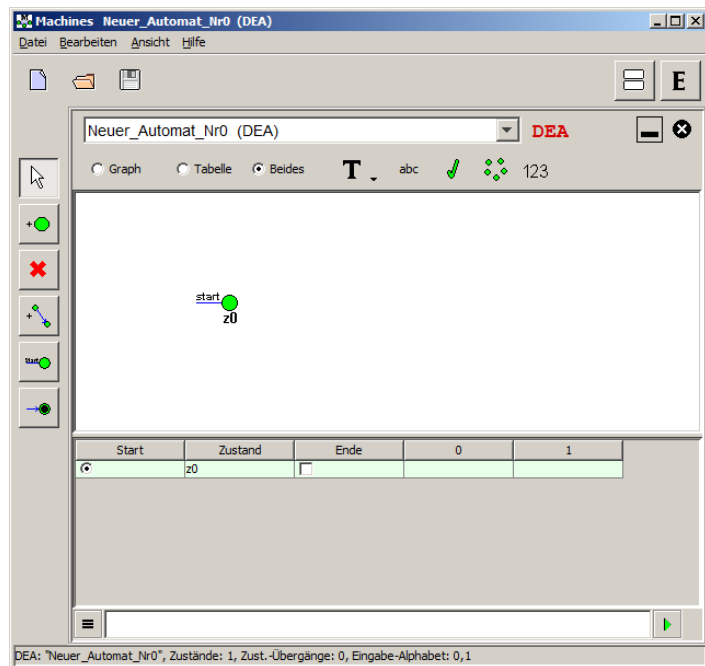 Machines Neuer_Automat_Nr0 (DEA)
Datei Bearbeiten Ansicht Hilfe
E
Neuer_Automat_Nr0 (DEA) DEA
Graph Tabelle Beides T abc 123
start
z0
Start
Start Zustand Ende 0 1
z0
DEA: "Neuer_Automat_Nr0", Zustände: 1, Zust.-Übergänge: 0, Eingabe-Alphabet: 0,1